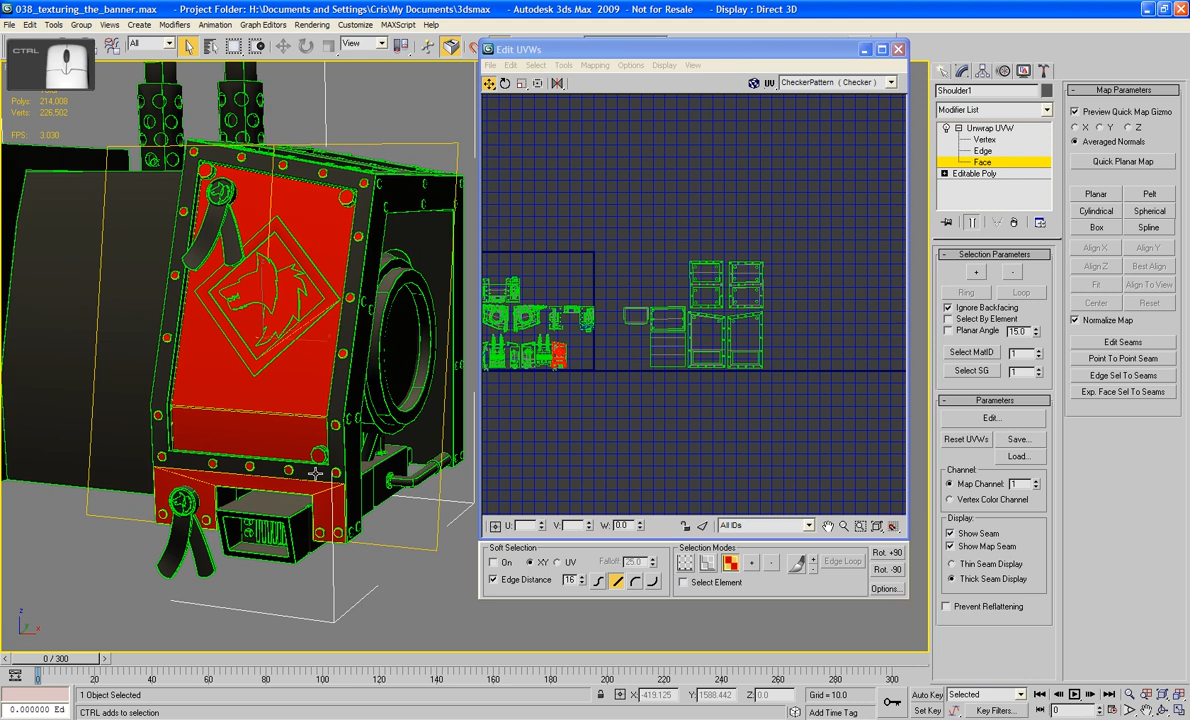 038_texturing_the_banner.max - Project Folder: H:\Documents and Settings\Cris\My Documents\3dsmax - Autodesk 3ds Max 2009 - Not for Resale - Display : Direct 3D
File Edit Tools Group Views Create Modifiers Animation Graph Editors Rendering Customize MAXScript Help
All View
CTRL
Polys: 214,008
Verts: 226,502
FPS: 3.030
Edit UVWs
File Edit Select Tools Mapping Options Display View
UV CheckerPattern ( Checker )
U: V: W: 0.0 All IDs
Soft Selection
On XY UV Falloff: 25.0
Edge Distance 16
Selection Modes
Edge Loop
Select Element
Rot. +90
Rot. -90
Options...
Shoulder1
Modifier List
Unwrap UVW
Vertex
Edge
Face
Editable Poly
Selection Parameters
+ -
Ring Loop
Ignore Backfacing
Select By Element
Planar Angle 15.0
Select MatID 1
Select SG 1
Parameters
Edit...
Reset UVWs Save...
Load...
Channel:
Map Channel: 1
Vertex Color Channel
Display:
Show Seam
Show Map Seam
Thin Seam Display
Thick Seam Display
Prevent Reflattening
Map Parameters
Preview Quick Map Gizmo
X Y Z
Averaged Normals
Quick Planar Map
Planar Pelt
Cylindrical Spherical
Box Spline
Align X Align Y
Align Z Best Align
Fit Align To View
Center Reset
Normalize Map
Edit Seams
Point To Point Seam
Edge Sel To Seams
Exp. Face Sel To Seams
z
x
0 / 300
0 20 40 60 80 100 120 140 160 180 200 220 240 260 280 300
1 Object Selected X: -419.125 Y: 1588.442 Z: 0.0 Grid = 10.0 Auto Key Selected
0.000000 Ed CTRL adds to selection Add Time Tag Set Key Key Filters... 0